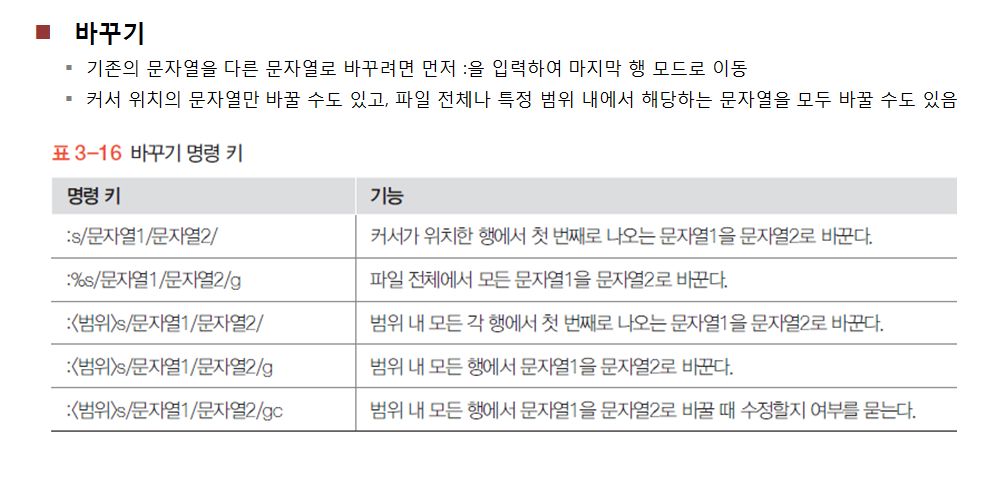 바꾸기
기존의 문자열을 다른 문자열로 바꾸려면 먼저 :을 입력하여 마지막 행 모드로 이동
커서 위치의 문자열만 바꿀 수도 있고, 파일 전체나 특정 범위 내에서 해당하는 문자열을 모두 바꿀 수도 있음
표 3-16 바꾸기 명령 키
명령 키 기능
:s/문자열1/문자열2/ 커서가 위치한 행에서 첫 번째로 나오는 문자열1을 문자열2로 바꾼다.
:%s/문자열1/문자열2/g 파일 전체에서 모든 문자열1을 문자열2로 바꾼다.
:〈범위〉s/문자열1/문자열2/ 범위 내 모든 각 행에서 첫 번째로 나오는 문자열1을 문자열2로 바꾼다.
:〈범위〉s/문자열1/문자열2/g 범위 내 모든 행에서 문자열1을 문자열2로 바꾼다.
:〈범위〉s/문자열1/문자열2/gc 범위 내 모든 행에서 문자열1을 문자열2로 바꿀 때 수정할지 여부를 묻는다.